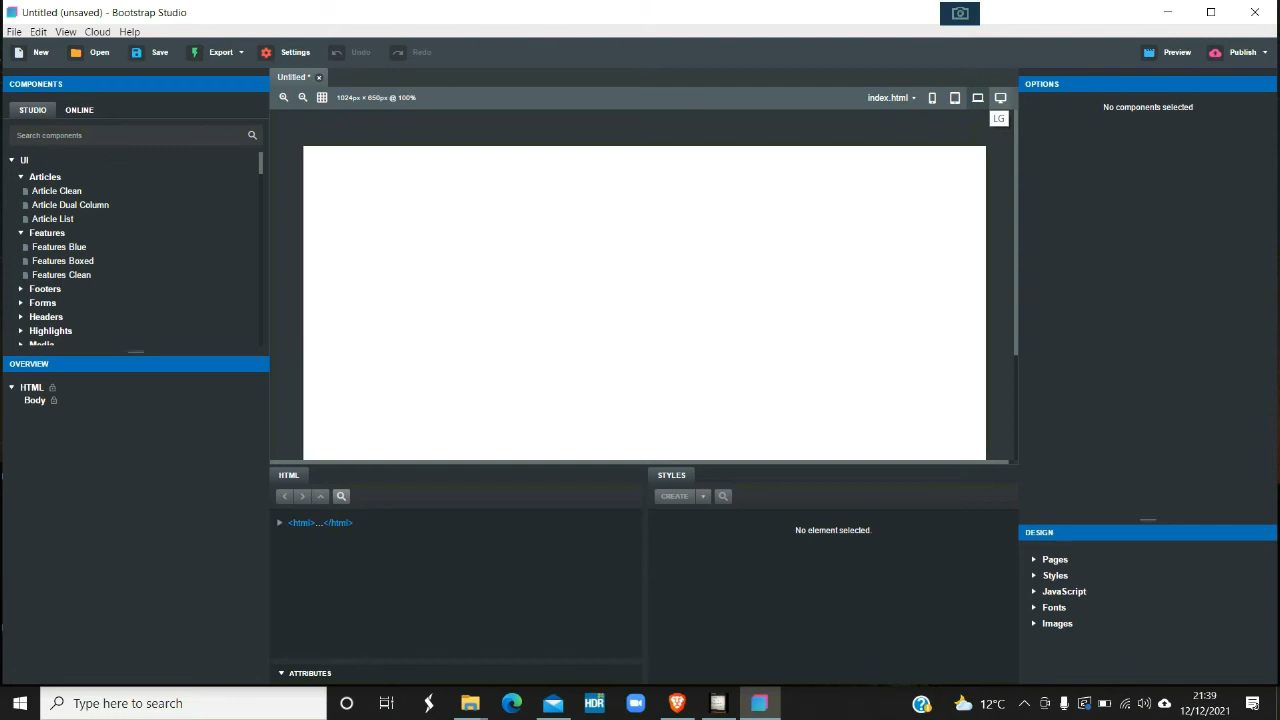 Untitled (unsaved) - Bootstrap Studio
File Edit View Cloud Help
New Open Save Export Settings Undo Redo Preview Publish
COMPONENTS
STUDIO ONLINE
Search components
UI
Articles
Article Clean
Article Dual Column
Article List
Features
Features Blue
Features Boxed
Features Clean
Footers
Forms
Headers
Highlights
Media
OVERVIEW
HTML
Body
Untitled *
1024px × 650px @ 100%
index.html
LG
HTML
<html>...</html>
ATTRIBUTES
STYLES
CREATE
No element selected.
OPTIONS
No components selected
DESIGN
Pages
Styles
JavaScript
Fonts
Images
Type here to search
HDR
12°C
21:39
12/12/2021